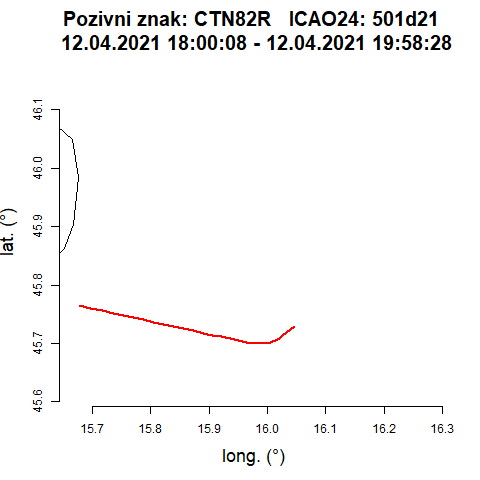 Pozivni znak: CTN82R   ICAO24: 501d21
12.04.2021 18:00:08 - 12.04.2021 19:58:28
46.1
46.0
45.9
45.8
45.7
45.6
lat. (°)
15.7 15.8 15.9 16.0 16.1 16.2 16.3
long. (°)